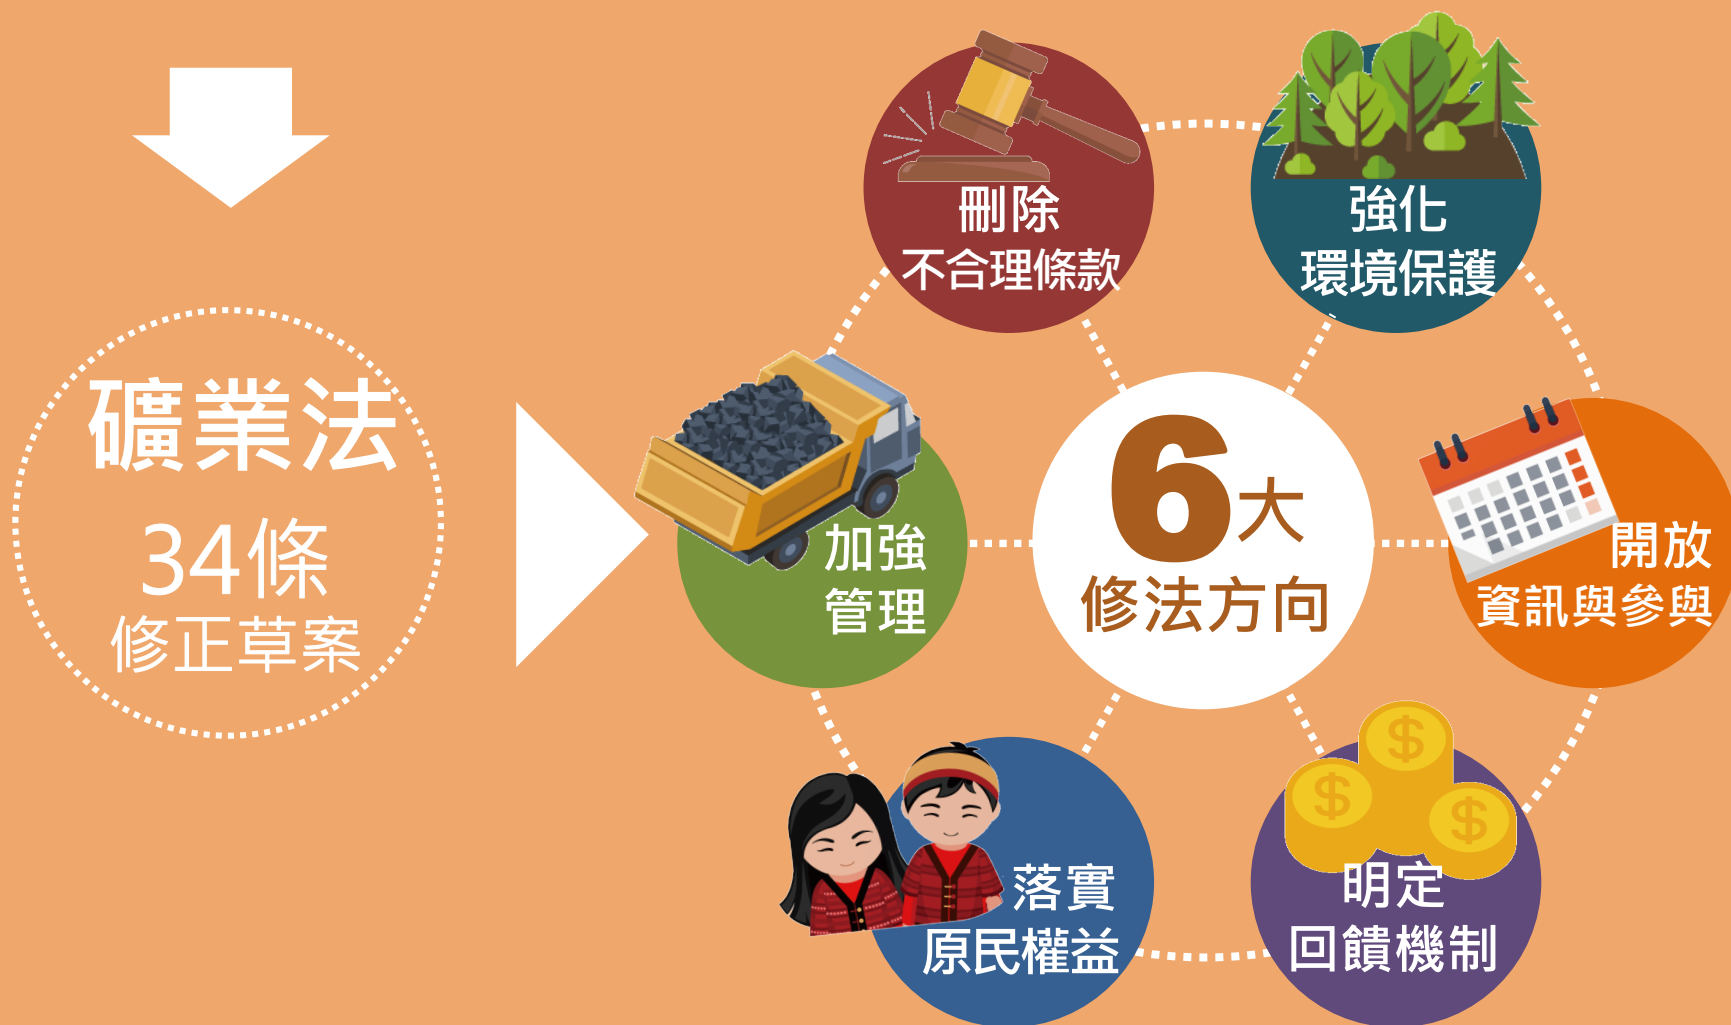 礦業法
34條
修正草案
6大
修法方向
刪除
不合理條款
強化
環境保護
開放
資訊與參與
明定
回饋機制
落實
原民權益
加強
管理